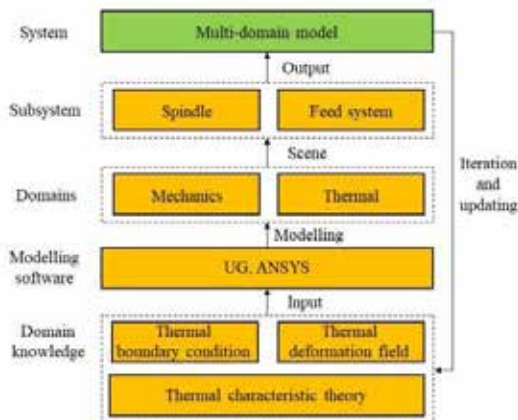 System
Multi-domain model
Output
Subsystem
Spindle
Feed system
Scene
Iteration
and
updating
Domains
Mechanics
Thermal
Modelling
Modelling
software
UG. ANSYS
Input
Domain
knowledge
Thermal
boundary condition
Thermal
deformation field
Thermal characteristic theory